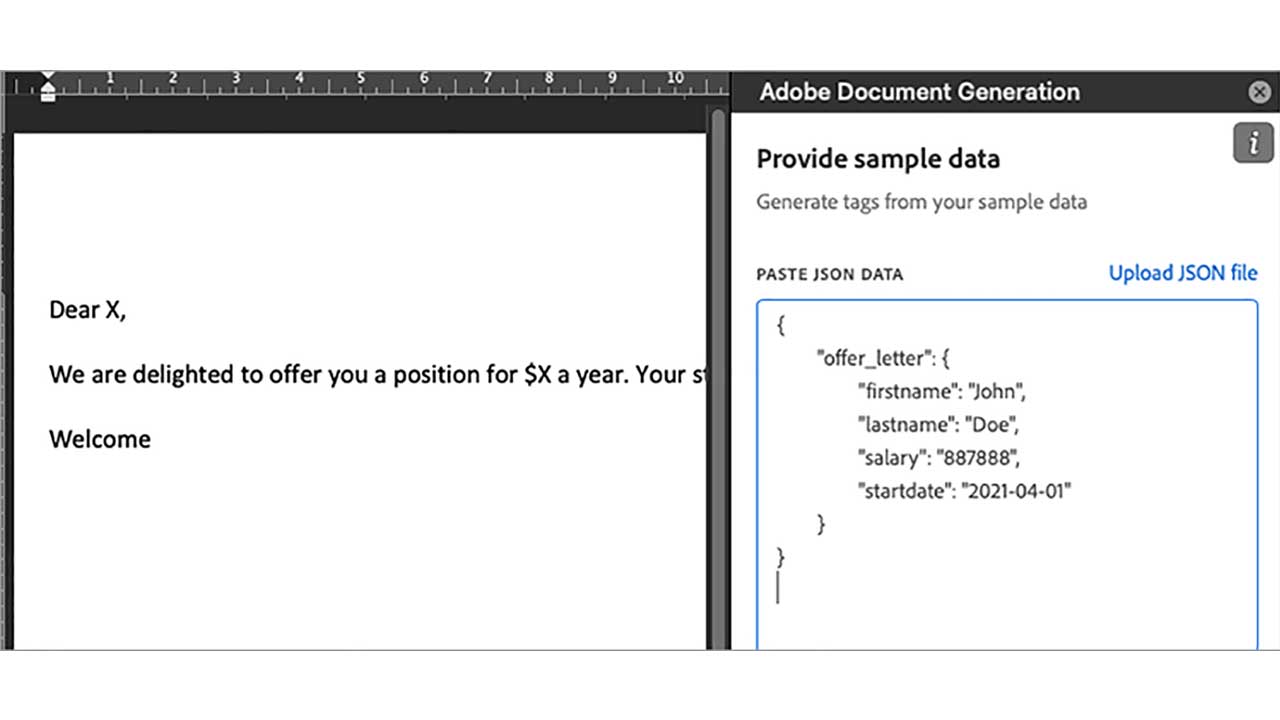 1 2 3 4 5 6 7 8 9 10
Dear X,
We are delighted to offer you a position for $X a year. Your
Welcome
Adobe Document Generation
i
Provide sample data
Generate tags from your sample data
PASTE JSON DATA
Upload JSON file
{
"offer_letter": {
"firstname": "John",
"lastname": "Doe",
"salary": "887888",
"startdate": "2021-04-01"
}
}